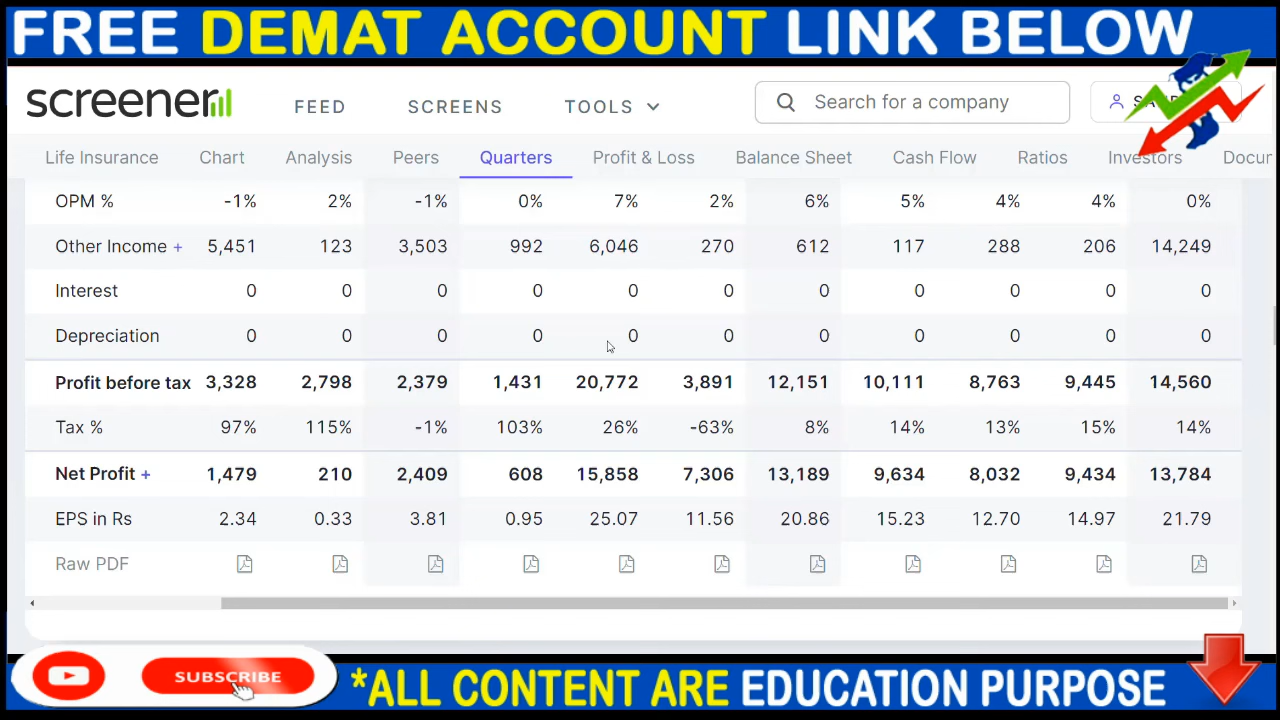 FREE DEMAT ACCOUNT LINK BELOW
screener
FEED SCREENS TOOLS Search for a company
Life Insurance Chart Analysis Peers Quarters Profit & Loss Balance Sheet Cash Flow Ratios Investors Docum
OPM % -1% 2% -1% 0% 7% 2% 6% 5% 4% 4% 0%
Other Income + 5,451 123 3,503 992 6,046 270 612 117 288 206 14,249
Interest 0 0 0 0 0 0 0 0 0 0 0
Depreciation 0 0 0 0 0 0 0 0 0 0 0
Profit before tax 3,328 2,798 2,379 1,431 20,772 3,891 12,151 10,111 8,763 9,445 14,560
Tax % 97% 115% -1% 103% 26% -63% 8% 14% 13% 15% 14%
Net Profit + 1,479 210 2,409 608 15,858 7,306 13,189 9,634 8,032 9,434 13,784
EPS in Rs 2.34 0.33 3.81 0.95 25.07 11.56 20.86 15.23 12.70 14.97 21.79
Raw PDF
SUBSCRIBE
*ALL CONTENT ARE EDUCATION PURPOSE